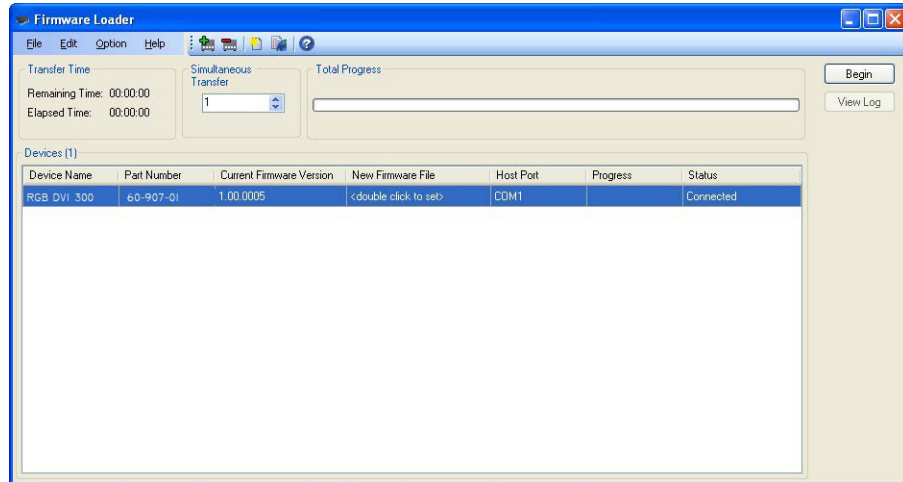 Firmware Loader
File Edit Option Help
Transfer Time
Remaining Time: 00:00:00
Elapsed Time: 00:00:00
Simultaneous
Transfer
1
Total Progress
Begin
View Log
Devices (1)
Device Name Part Number Current Firmware Version New Firmware File Host Port Progress Status
RGB DVI 300 60-907-01 1.00.0005 <double click to set> COM1 Connected